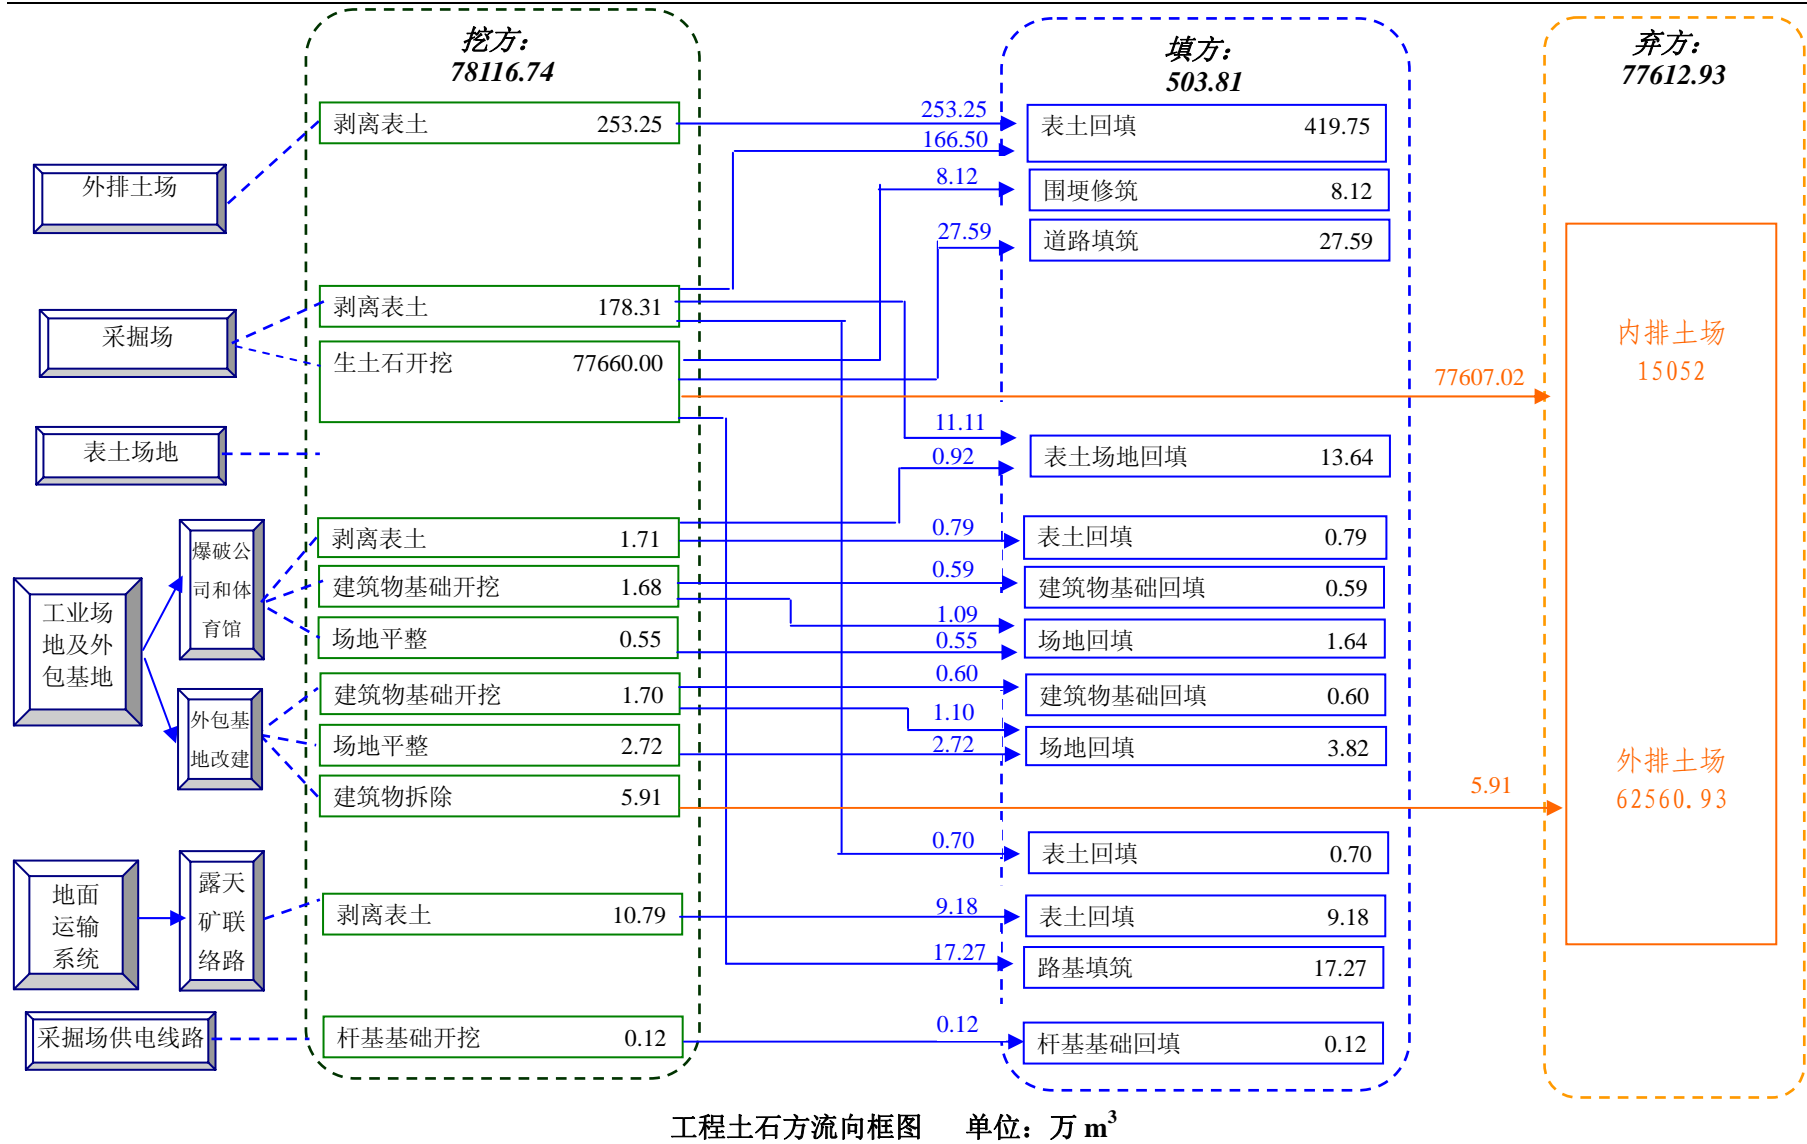 挖方：
78116.74
填方：
503.81
弃方：
77612.93
外排土场
采掘场
表土场地
工业场
地及外
包基地
爆破公
司和体
育馆
外包基
地改建
地面
运输
系统
露天
矿联
络路
采掘场供电线路
剥离表土 253.25
剥离表土 178.31
生土石开挖 77660.00
剥离表土 1.71
建筑物基础开挖 1.68
场地平整 0.55
建筑物基础开挖 1.70
场地平整 2.72
建筑物拆除 5.91
剥离表土 10.79
杆基基础开挖 0.12
253.25
166.50
8.12
27.59
11.11
0.92
0.79
0.59
1.09
0.55
0.60
1.10
2.72
0.70
9.18
17.27
0.12
表土回填 419.75
围埂修筑 8.12
道路填筑 27.59
表土场地回填 13.64
表土回填 0.79
建筑物基础回填 0.59
场地回填 1.64
建筑物基础回填 0.60
场地回填 3.82
表土回填 0.70
表土回填 9.18
路基填筑 17.27
杆基基础回填 0.12
77607.02
5.91
内排土场
15052
外排土场
62560.93
工程土石方流向框图 单位：万 m³